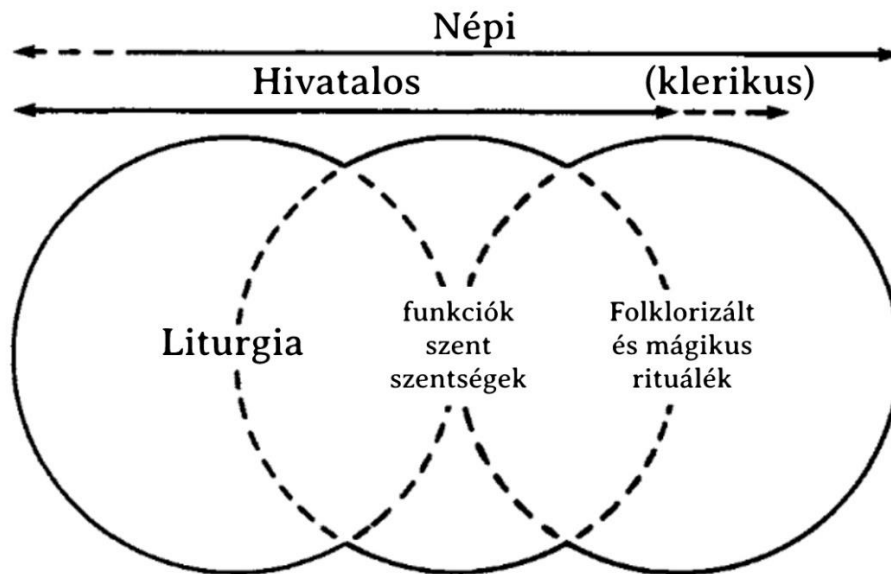 Népi
Hivatalos (klerikus)
Liturgia
funkciók
szent
szentségek
Folklorizált
és mágikus
rituálék